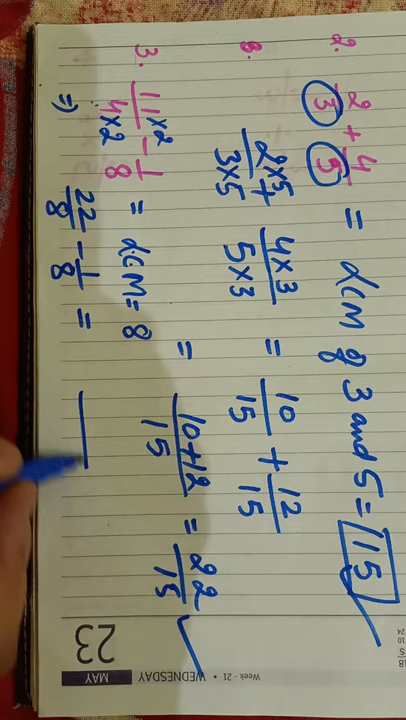 2. 2/3 + 4/5 = LCM of 3 and 5 = 15
8. 2×5/3×5 + 4×3/5×3 = 10/15 + 12/15
= 10+12/15 = 22/15
3. 11×2/4×2 - 1/8 = LCM = 8
⇒ 22/8 - 1/8 =
MAY
23
WEDNESDAY
Week - 21